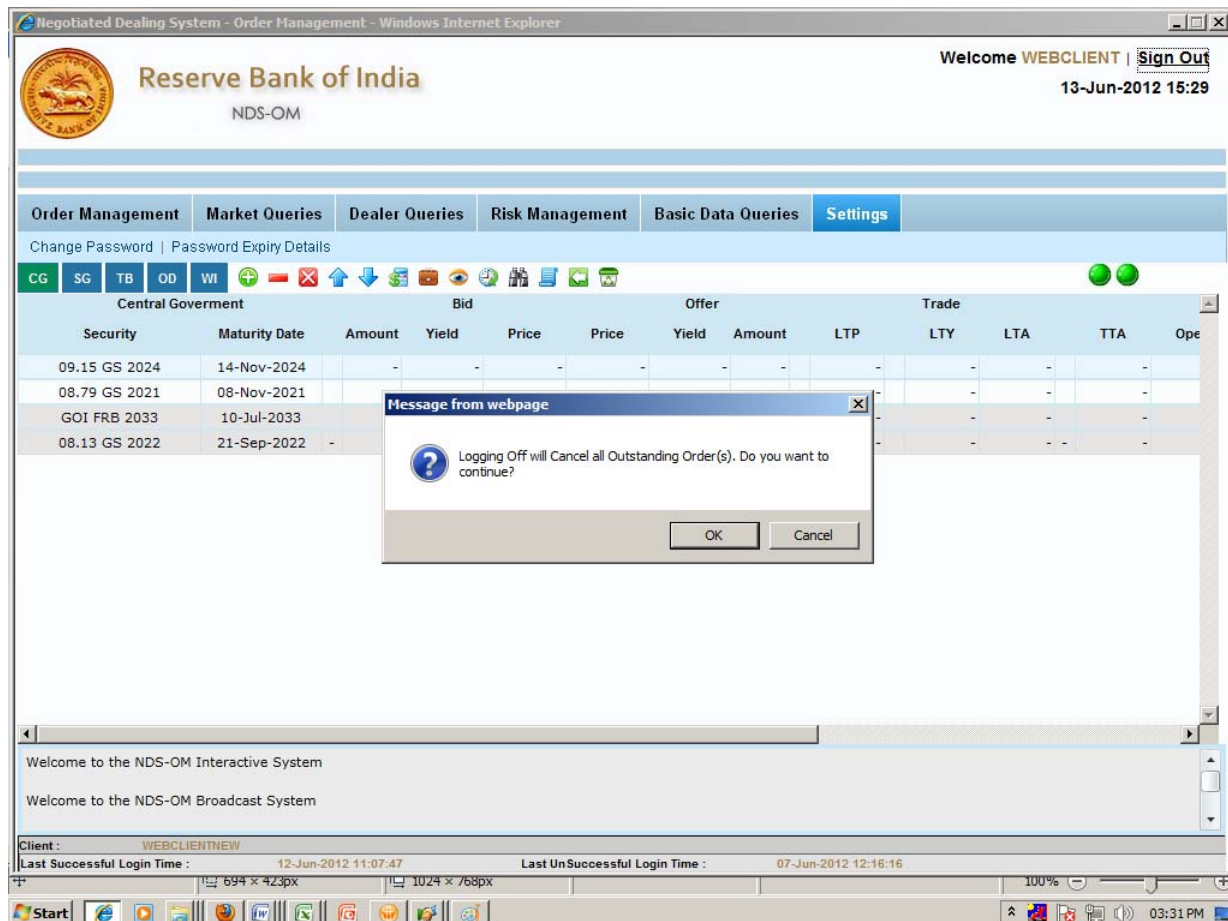 Negotiated Dealing System - Order Management - Windows Internet Explorer
Reserve Bank of India
NDS-OM
Welcome WEBCLIENT | Sign Out
13-Jun-2012 15:29
Order Management Market Queries Dealer Queries Risk Management Basic Data Queries Settings
Change Password | Password Expiry Details
CG SG TB OD WI
Central Goverment Bid Offer Trade
Security Maturity Date Amount Yield Price Price Yield Amount LTP LTY LTA TTA Ope
09.15 GS 2024 14-Nov-2024 - - - - - - - - - -
08.79 GS 2021 08-Nov-2021 - - - -
GOI FRB 2033 10-Jul-2033 - - - -
08.13 GS 2022 21-Sep-2022 - - - - - -
Message from webpage
Logging Off will Cancel all Outstanding Order(s). Do you want to
continue?
OK Cancel
Welcome to the NDS-OM Interactive System
Welcome to the NDS-OM Broadcast System
Client : WEBCLIENTNEW
Last Successful Login Time : 12-Jun-2012 11:07:47 Last UnSuccessful Login Time : 07-Jun-2012 12:16:16
694 × 423px 1024 × 768px 100%
Start 03:31 PM